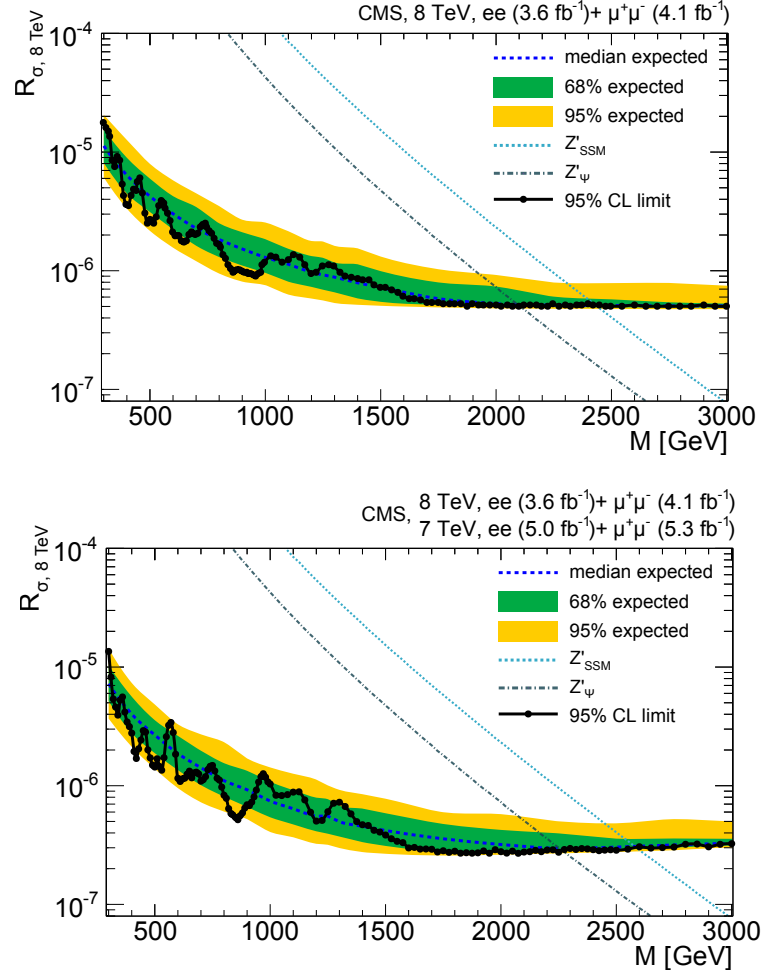 CMS, 8 TeV, ee (3.6 fb⁻¹)+ μ⁺μ⁻ (4.1 fb⁻¹)
R σ, 8 TeV
10⁻⁴
10⁻⁵
10⁻⁶
10⁻⁷
median expected
68% expected
95% expected
Z'SSM
Z'Ψ
95% CL limit
500 1000 1500 2000 2500 3000
M [GeV]
CMS, 8 TeV, ee (3.6 fb⁻¹)+ μ⁺μ⁻ (4.1 fb⁻¹)
7 TeV, ee (5.0 fb⁻¹)+ μ⁺μ⁻ (5.3 fb⁻¹)
R σ, 8 TeV
10⁻⁴
10⁻⁵
10⁻⁶
10⁻⁷
median expected
68% expected
95% expected
Z'SSM
Z'Ψ
95% CL limit
500 1000 1500 2000 2500 3000
M [GeV]